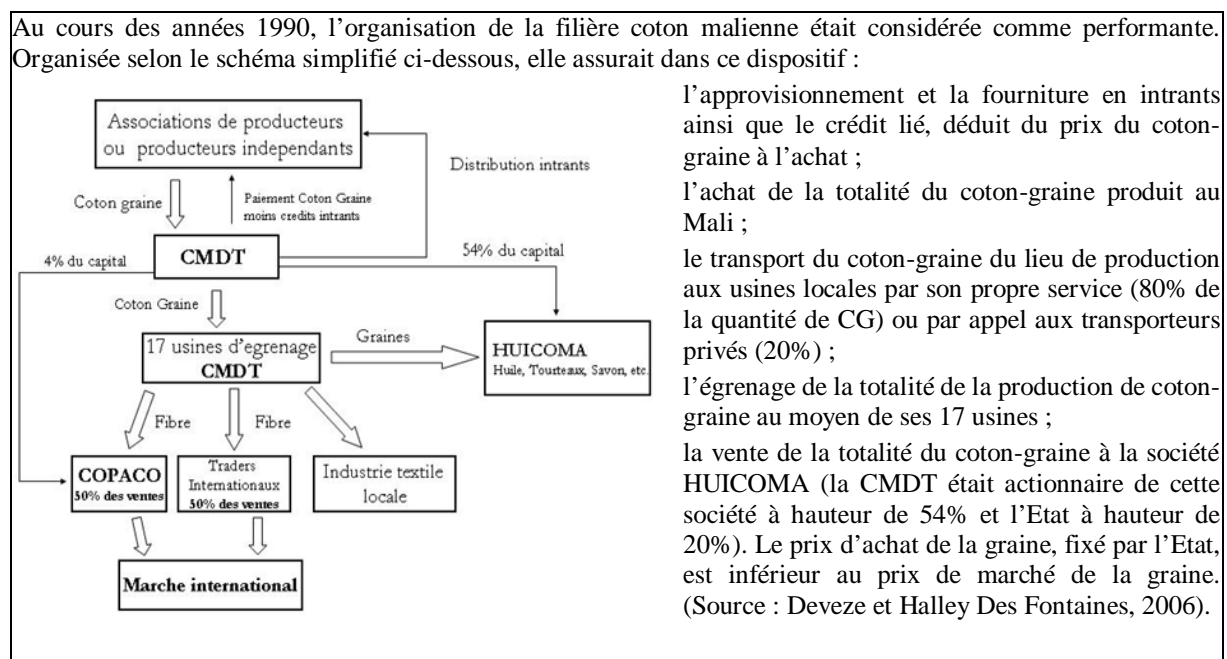 Au cours des années 1990, l'organisation de la filière coton malienne était considérée comme performante.
Organisée selon le schéma simplifié ci-dessous, elle assurait dans ce dispositif :
Associations de producteurs
ou producteurs independants
Distribution intrants
Coton graine
Paiement Coton Graine
moins credits intrants
4% du capital
CMDT
54% du capital
Coton Graine
17 usines d'egrenage
CMDT
Graines
HUICOMA
Huile, Tourteaux, Savon, etc.
Fibre
Fibre
COPACO
50% des ventes
Traders
Internationaux
50% des ventes
Industrie textile
locale
Marche international
l'approvisionnement et la fourniture en intrants
ainsi que le crédit lié, déduit du prix du coton-
graine à l'achat ;
l'achat de la totalité du coton-graine produit au
Mali ;
le transport du coton-graine du lieu de production
aux usines locales par son propre service (80% de
la quantité de CG) ou par appel aux transporteurs
privés (20%) ;
l'égrenage de la totalité de la production de coton-
graine au moyen de ses 17 usines ;
la vente de la totalité du coton-graine à la société
HUICOMA (la CMDT était actionnaire de cette
société à hauteur de 54% et l'Etat à hauteur de
20%). Le prix d'achat de la graine, fixé par l'Etat,
est inférieur au prix de marché de la graine.
(Source : Deveze et Halley Des Fontaines, 2006).